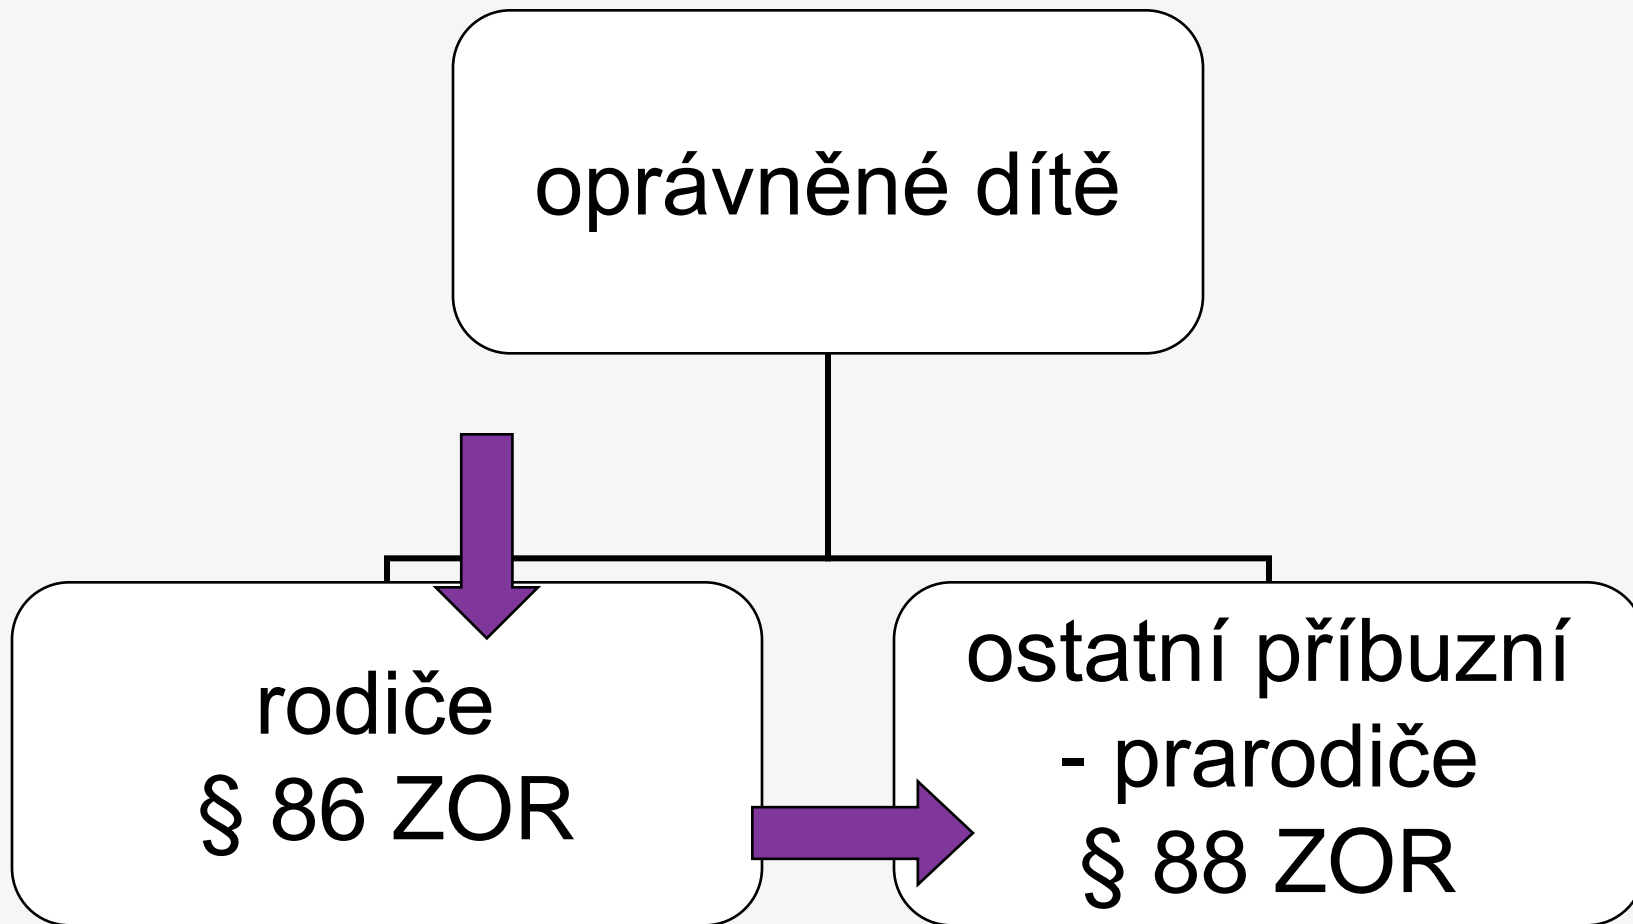 oprávněné dítě
rodiče
§ 86 ZOR
ostatní příbuzní
- prarodiče
§ 88 ZOR